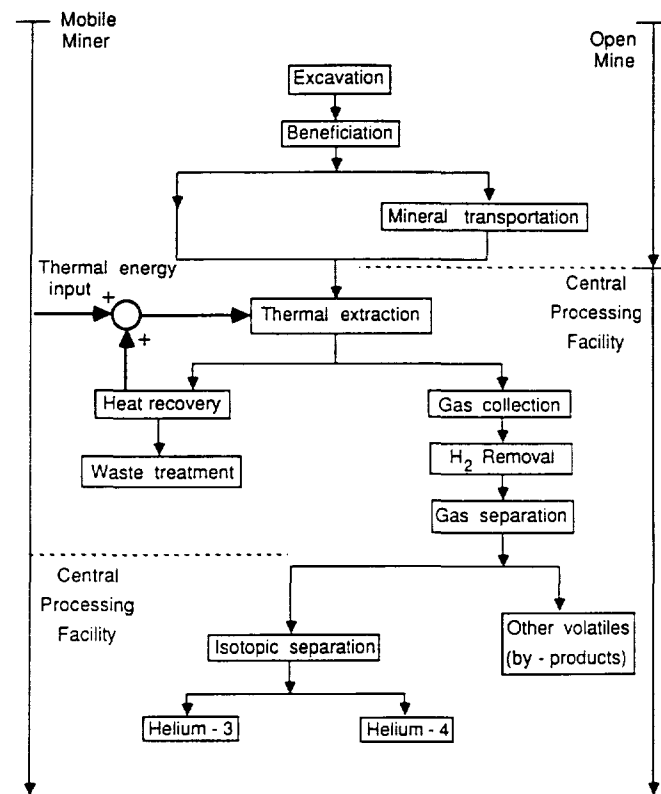 Mobile
Miner
Open
Mine
Excavation
Beneficiation
Mineral transportation
Thermal energy
input
+
+
Thermal extraction
Central
Processing
Facility
Heat recovery
Gas collection
Waste treatment
H2 Removal
Gas separation
Central
Processing
Facility
Isotopic separation
Other volatiles
(by - products)
Helium - 3
Helium - 4